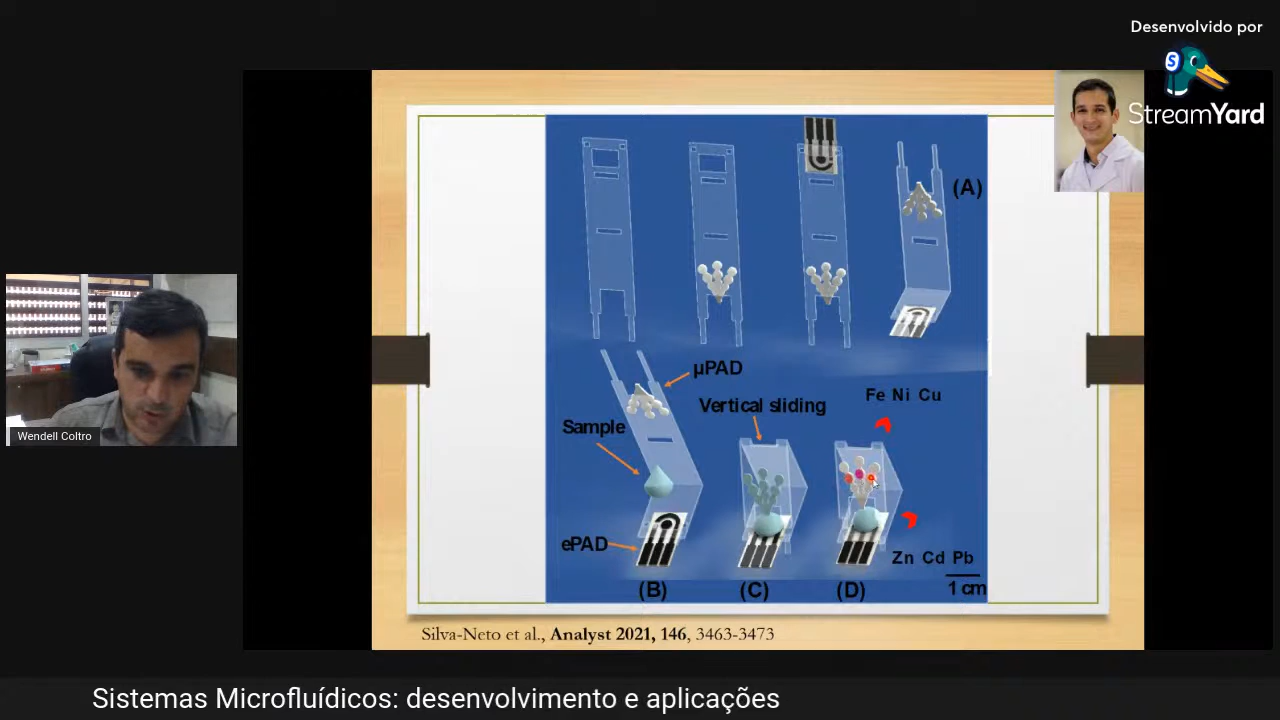 Desenvolvido por
StreamYard
(A)
µPAD
Fe Ni Cu
Vertical sliding
Sample
ePAD
Zn Cd Pb
1 cm
(B)
(C)
(D)
Wendell Coltro
Silva-Neto et al., Analyst 2021, 146, 3463-3473
Sistemas Microfluídicos: desenvolvimento e aplicações